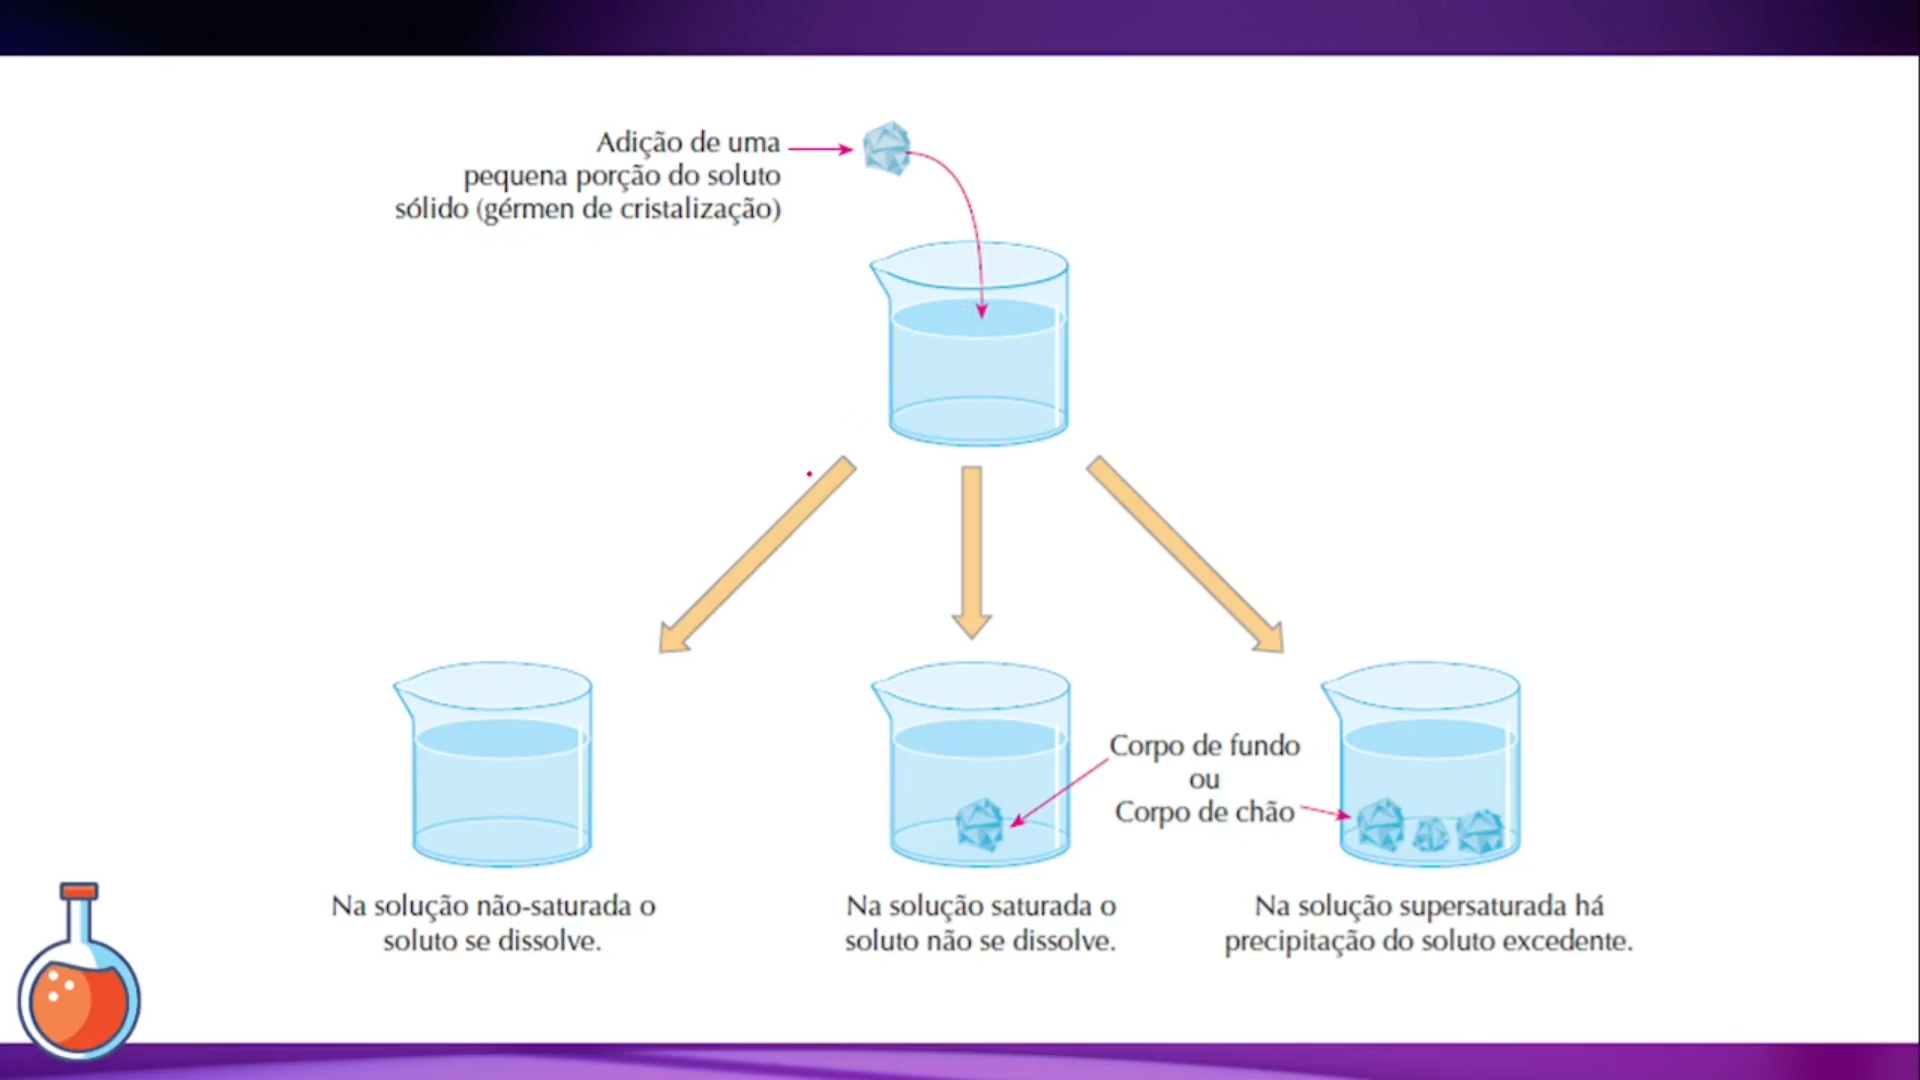 Adição de uma
pequena porção do soluto
sólido (gérmen de cristalização)
Corpo de fundo
ou
Corpo de chão
Na solução não-saturada o
soluto se dissolve.
Na solução saturada o
soluto não se dissolve.
Na solução supersaturada há
precipitação do soluto excedente.